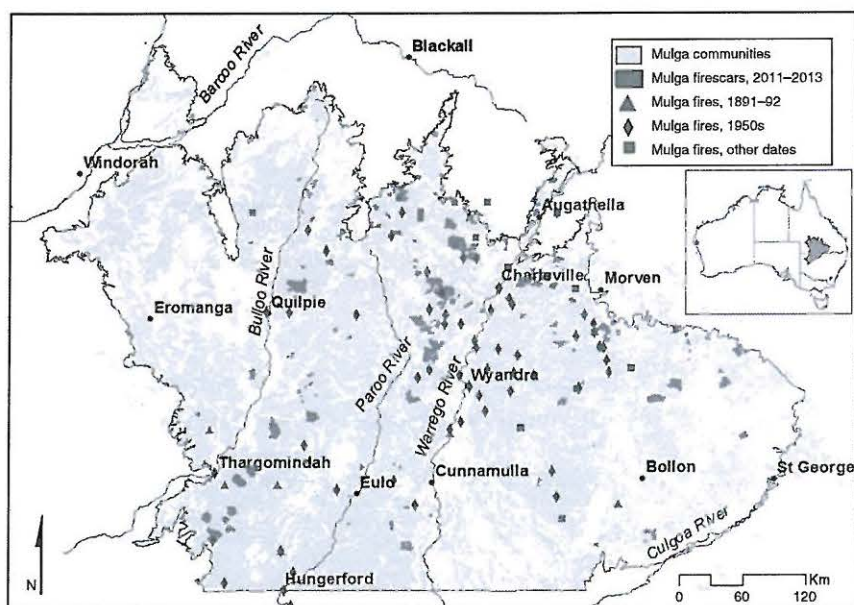 Blackall
Barcoo River
Mulga communities
Mulga firescars, 2011–2013
Mulga fires, 1891–92
Mulga fires, 1950s
Mulga fires, other dates
Windorah
Augathella
Charleville
Morven
Bulloo River
Quilpie
Eromanga
Paroo River
Warrego River
Wyandra
Thargomindah
Eulo
Cunnamulla
Bollon
St George
Culgoa River
Hungerford
N
Km
0 60 120